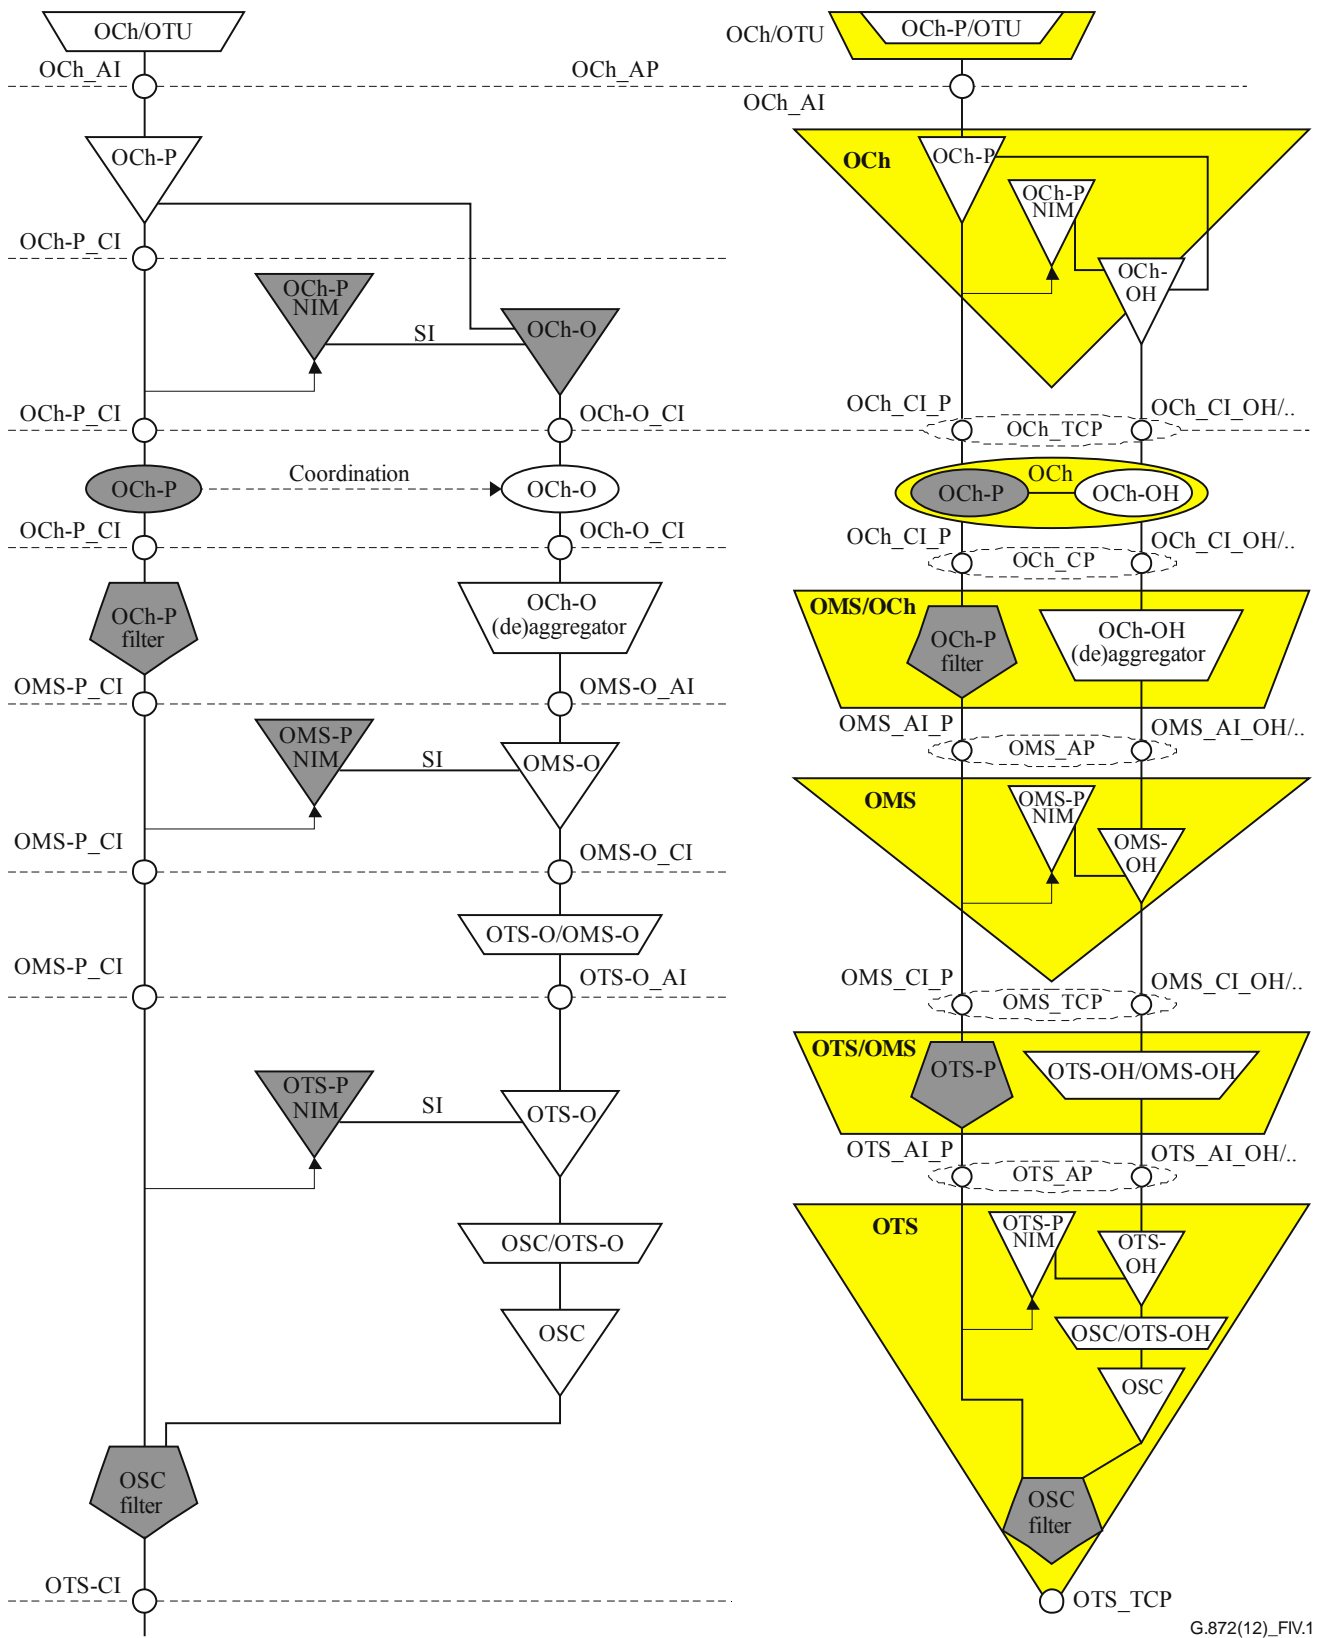 OCh/OTU
OCh_AI
OCh-P
OCh-P_CI
OCh-P
NIM
SI
OCh-O
OCh-P_CI
OCh-O_CI
OCh-P
Coordination
OCh-O
OCh-P_CI
OCh-O_CI
OCh-P
filter
OCh-O
(de)aggregator
OMS-P_CI
OMS-O_AI
OMS-P
NIM
SI
OMS-O
OMS-P_CI
OMS-O_CI
OTS-O/OMS-O
OMS-P_CI
OTS-O_AI
OTS-P
NIM
SI
OTS-O
OSC/OTS-O
OSC
OSC
filter
OTS-CI
OCh/OTU
OCh-P/OTU
OCh_AP
OCh_AI
OCh
OCh-P
OCh-P
NIM
OCh-
OH
OCh_CI_P
OCh_TCP
OCh_CI_OH/..
OCh
OCh-P
OCh-OH
OCh_CI_P
OCh_CP
OCh_CI_OH/..
OMS/OCh
OCh-P
filter
OCh-OH
(de)aggregator
OMS_AI_P
OMS_AP
OMS_AI_OH/..
OMS
OMS-P
NIM
OMS-
OH
OMS_CI_P
OMS_TCP
OMS_CI_OH/..
OTS/OMS
OTS-P
OTS-OH/OMS-OH
OTS_AI_P
OTS_AP
OTS_AI_OH/..
OTS
OTS-P
NIM
OTS-
OH
OSC/OTS-OH
OSC
OSC
filter
OTS_TCP
G.872(12)_FIV.1